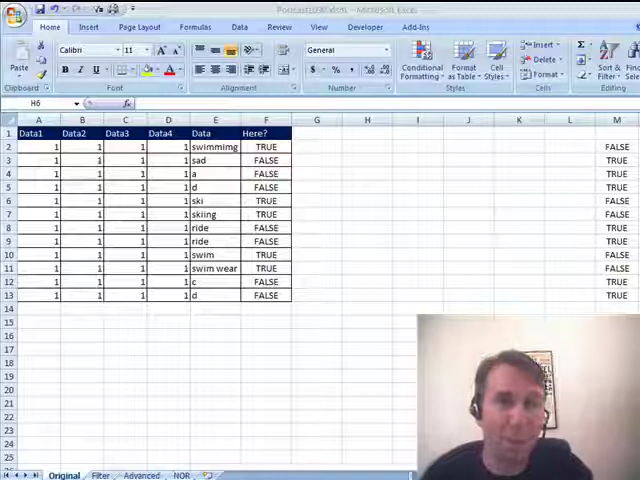 Microsoft Excel
Home Insert Page Layout Formulas Data Review View Developer Add-Ins
Calibri 11 General Insert
Paste Conditional Format Cell Delete Sort & Find
Formatting as Table Styles Format Filter
Clipboard Font Alignment Number Styles Cells
H6 fx
A B C D E F G H I J K L M
1 Data1 Data2 Data3 Data4 Data Here?
2 1 1 1 1 swimmimg TRUE FALSE
3 1 1 1 1 sad FALSE TRUE
4 1 1 1 1 a FALSE TRUE
5 1 1 1 1 d FALSE TRUE
6 1 1 1 1 ski TRUE FALSE
7 1 1 1 1 skiing TRUE FALSE
8 1 1 1 1 ride FALSE TRUE
9 1 1 1 1 ride FALSE TRUE
10 1 1 1 1 swim TRUE FALSE
11 1 1 1 1 swim wear TRUE FALSE
12 1 1 1 1 c FALSE TRUE
13 1 1 1 1 d FALSE TRUE
14
15
16
17
18
19
20
21
22
23
24
25
Original Filter Advanced NOR